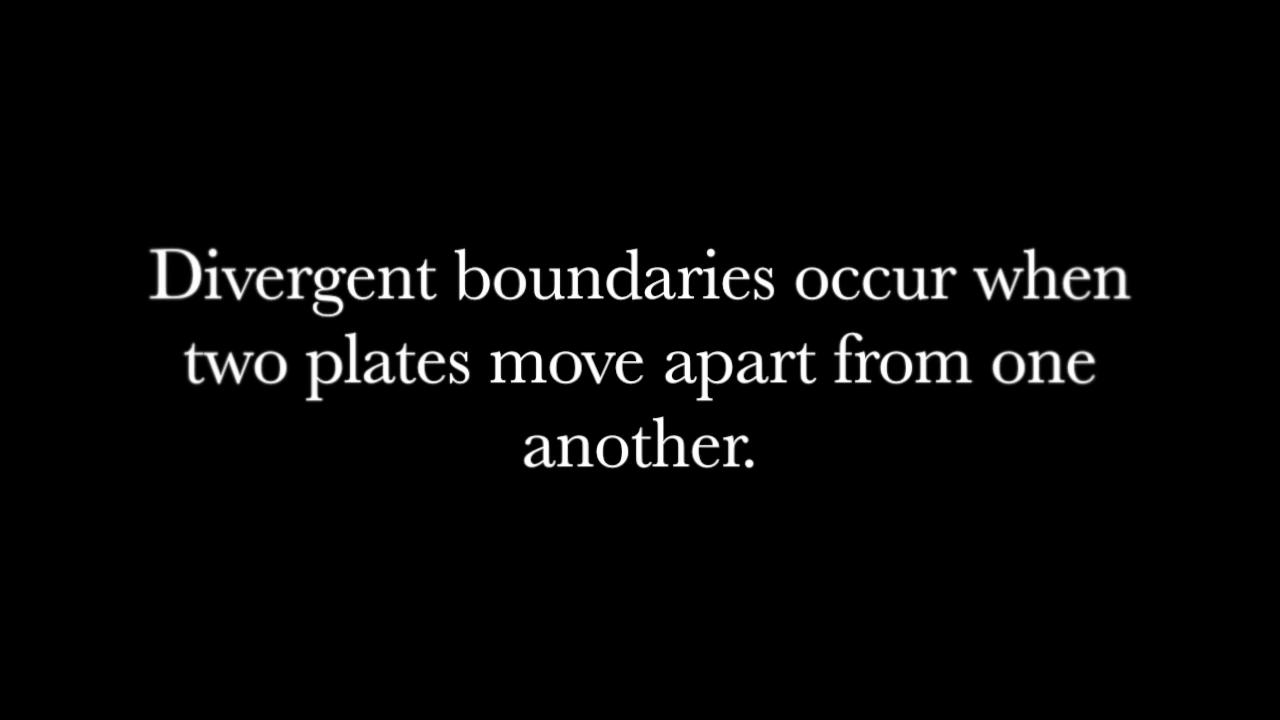 Divergent boundaries occur when
two plates move apart from one
another.